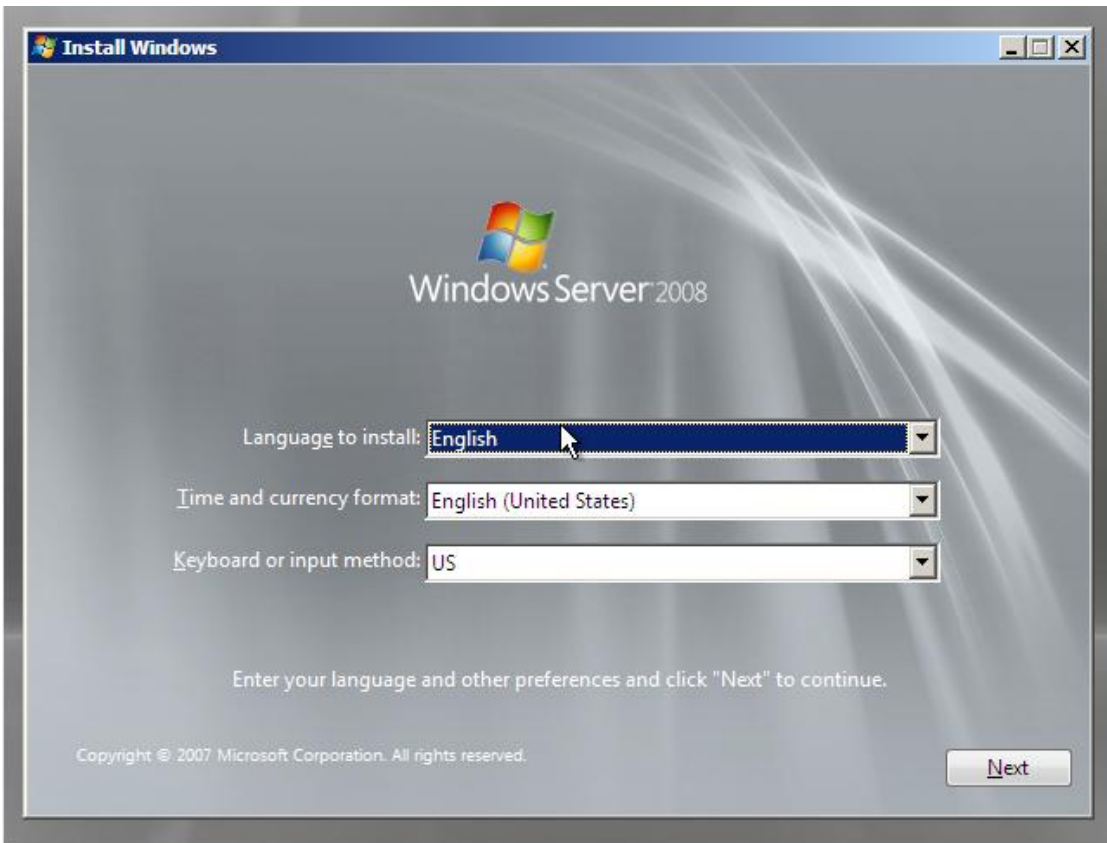 Install Windows
Windows Server 2008
Language to install: English
Time and currency format: English (United States)
Keyboard or input method: US
Enter your language and other preferences and click "Next" to continue.
Copyright © 2007 Microsoft Corporation. All rights reserved.
Next